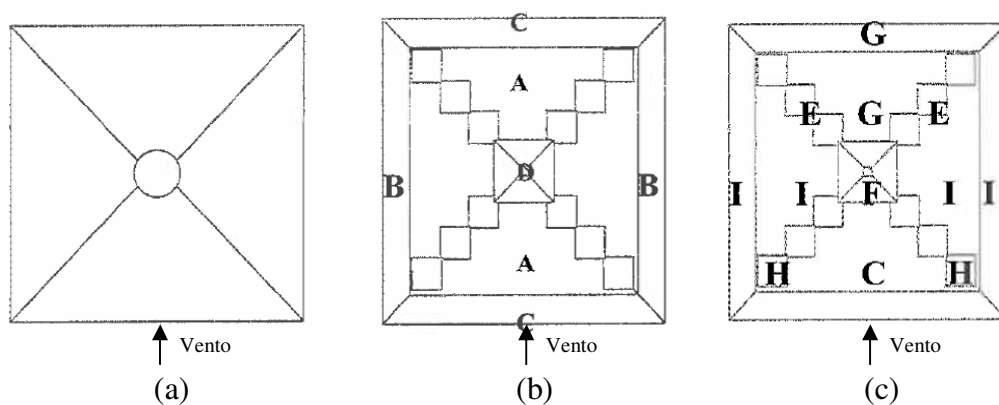 C
A
B D B
A
C
G
E G E
I I F I I
H C H
Vento Vento Vento
(a) (b) (c)